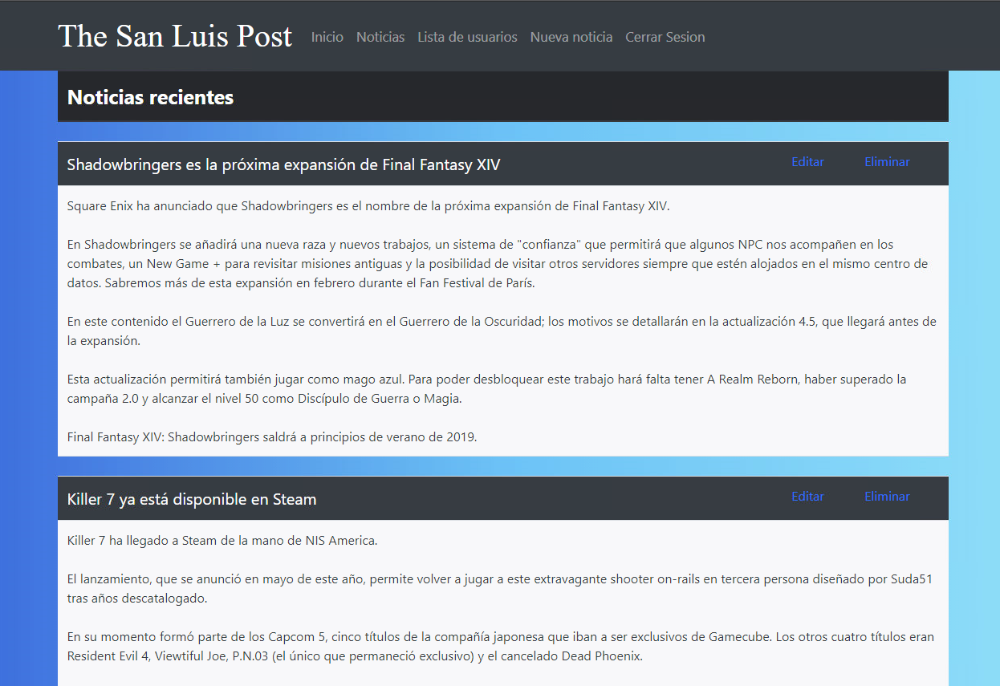 The San Luis Post Inicio Noticias Lista de usuarios Nueva noticia Cerrar Sesion
Noticias recientes
Shadowbringers es la próxima expansión de Final Fantasy XIV Editar Eliminar
Square Enix ha anunciado que Shadowbringers es el nombre de la próxima expansión de Final Fantasy XIV.
En Shadowbringers se añadirá una nueva raza y nuevos trabajos, un sistema de "confianza" que permitirá que algunos NPC nos acompañen en los
combates, un New Game + para revisitar misiones antiguas y la posibilidad de visitar otros servidores siempre que estén alojados en el mismo centro de
datos. Sabremos más de esta expansión en febrero durante el Fan Festival de París.
En este contenido el Guerrero de la Luz se convertirá en el Guerrero de la Oscuridad; los motivos se detallarán en la actualización 4.5, que llegará antes de
la expansión.
Esta actualización permitirá también jugar como mago azul. Para poder desbloquear este trabajo hará falta tener A Realm Reborn, haber superado la
campaña 2.0 y alcanzar el nivel 50 como Discípulo de Guerra o Magia.
Final Fantasy XIV: Shadowbringers saldrá a principios de verano de 2019.
Killer 7 ya está disponible en Steam Editar Eliminar
Killer 7 ha llegado a Steam de la mano de NIS America.
El lanzamiento, que se anunció en mayo de este año, permite volver a jugar a este extravagante shooter on-rails en tercera persona diseñado por Suda51
tras años descatalogado.
En su momento formó parte de los Capcom 5, cinco títulos de la compañía japonesa que iban a ser exclusivos de Gamecube. Los otros cuatro títulos eran
Resident Evil 4, Viewtiful Joe, P.N.03 (el único que permaneció exclusivo) y el cancelado Dead Phoenix.